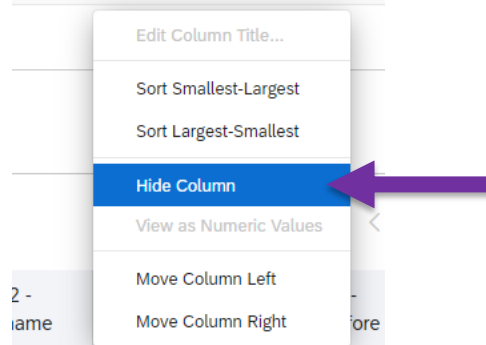 Edit Column Title...
Sort Smallest-Largest
Sort Largest-Smallest
Hide Column
View as Numeric Values
Move Column Left
2 - -
Move Column Right